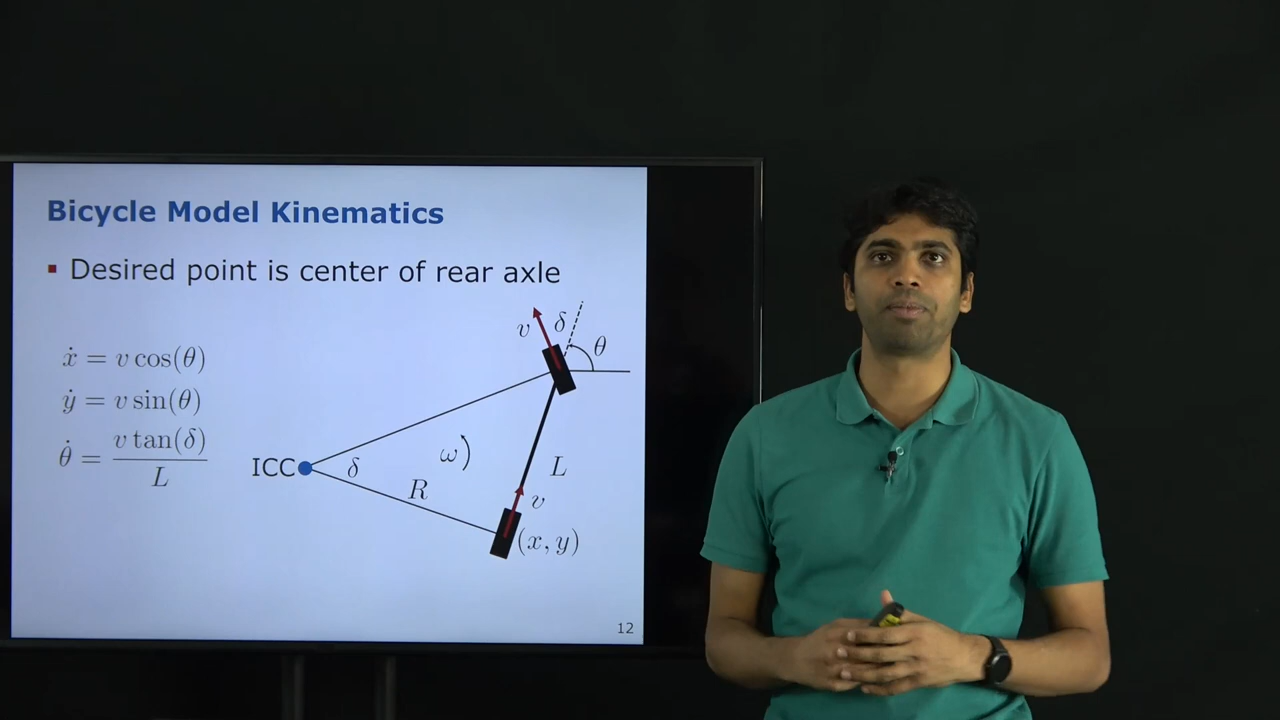 Bicycle Model Kinematics
▪ Desired point is center of rear axle
ẋ = v cos(θ)
ẏ = v sin(θ)
θ̇ = v tan(δ) / L
v
δ
θ
ICC
δ
ω
R
L
v
(x, y)
12